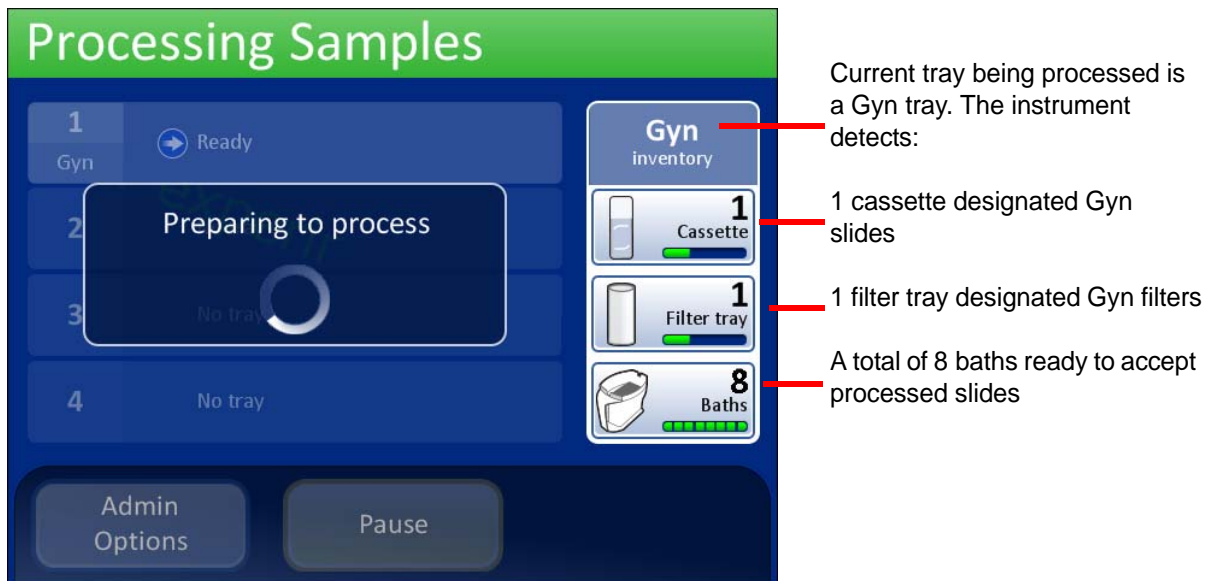 Processing Samples
1
Gyn
Ready
2
3
No tray
4
No tray
Preparing to process
Gyn
inventory
1
Cassette
1
Filter tray
8
Baths
Admin
Options
Pause
Current tray being processed is
a Gyn tray. The instrument
detects:
1 cassette designated Gyn
slides
1 filter tray designated Gyn filters
A total of 8 baths ready to accept
processed slides